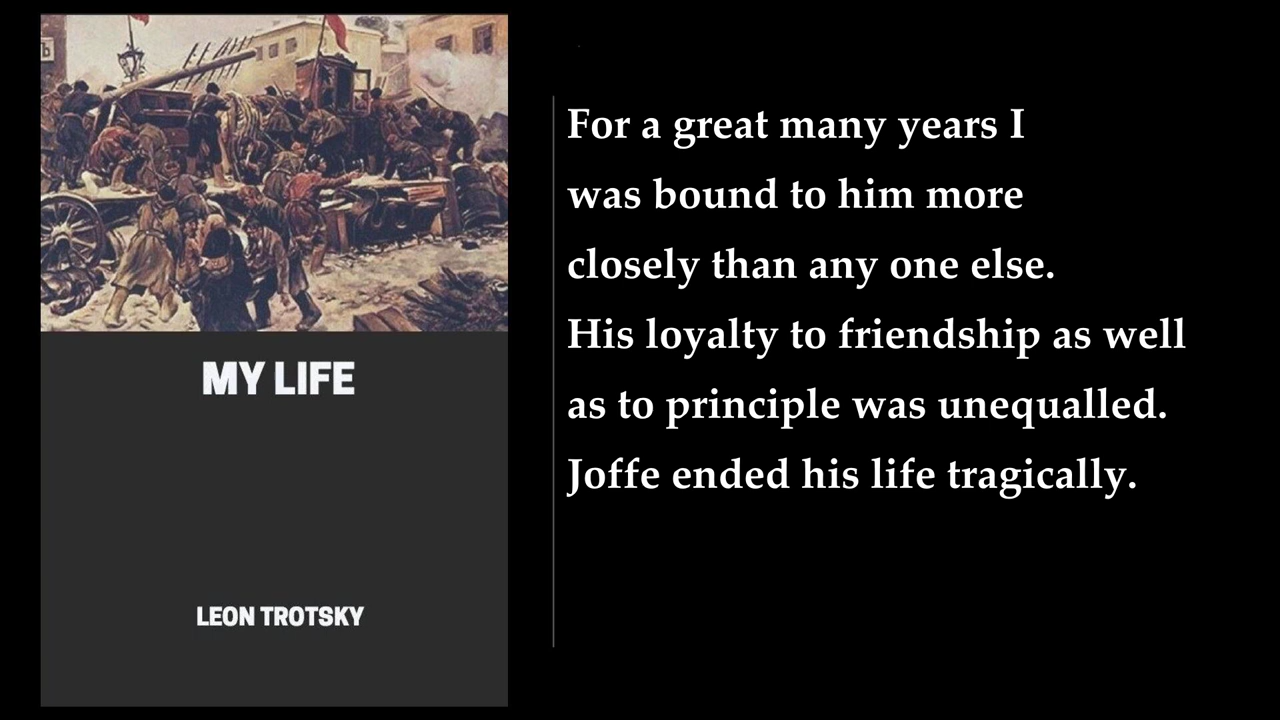 MY LIFE
LEON TROTSKY
For a great many years I
was bound to him more
closely than any one else.
His loyalty to friendship as well
as to principle was unequalled.
Joffe ended his life tragically.